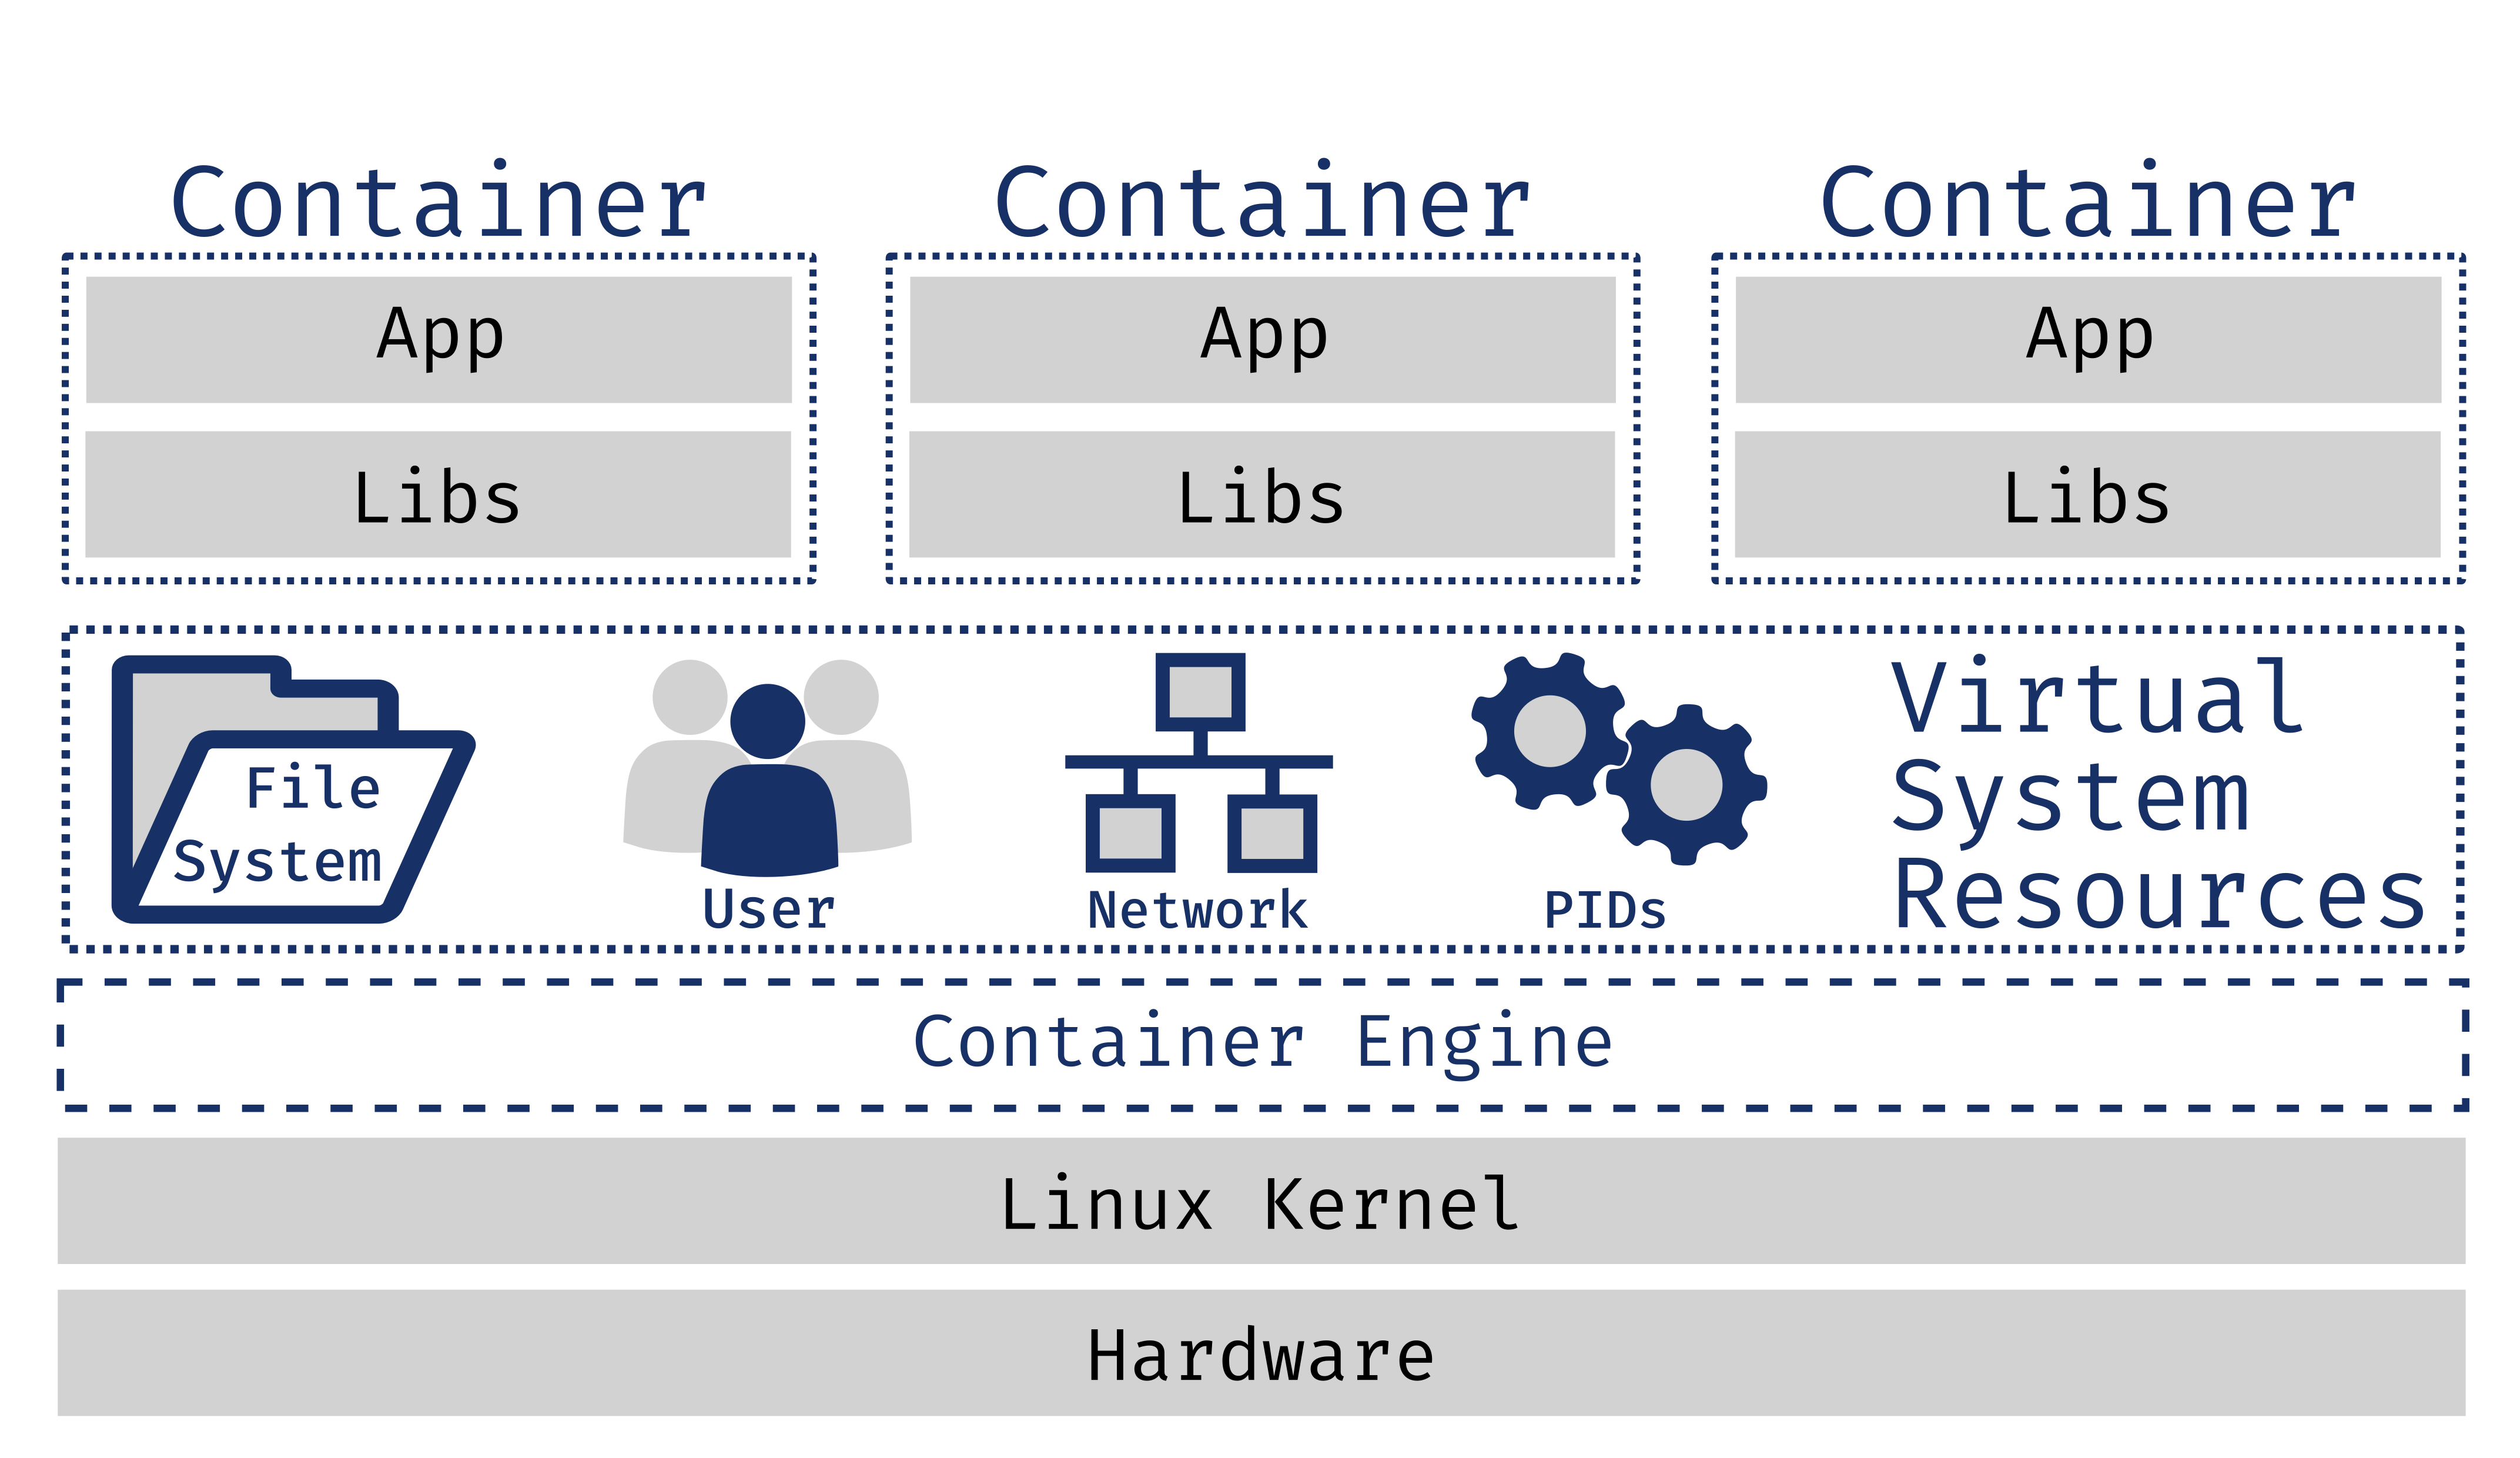 Container Container Container
App App App
Libs Libs Libs
File
System
User
Network
PIDs
Virtual
System
Resources
Container Engine
Linux Kernel
Hardware